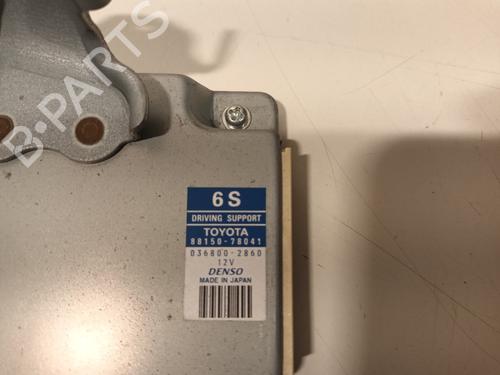 B-PARTS
6S
DRIVING SUPPORT
TOYOTA
88150-78041
036800-2860
12V
DENSO
MADE IN JAPAN